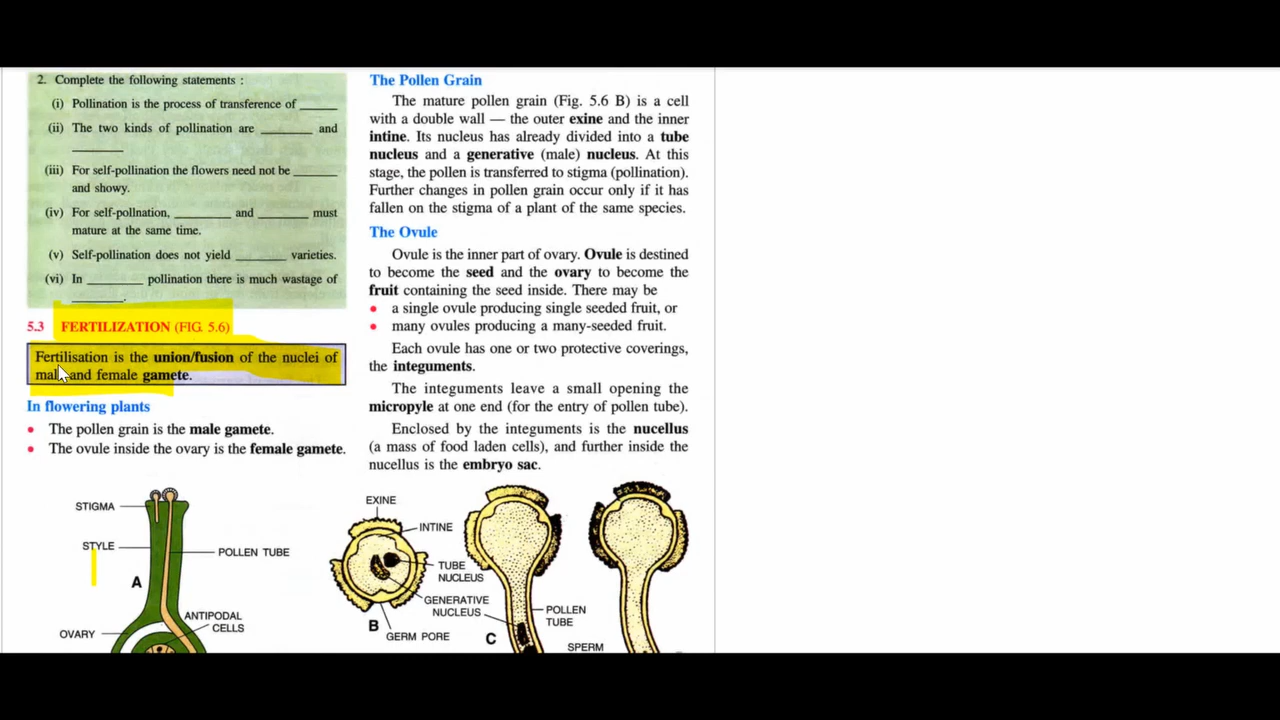 2. Complete the following statements :
(i) Pollination is the process of transference of ______
(ii) The two kinds of pollination are ________ and
________
(iii) For self-pollination the flowers need not be ______
and showy.
(iv) For self-pollnation, ________ and ________ must
mature at the same time.
(v) Self-pollination does not yield ________ varieties.
(vi) In ________ pollination there is much wastage of
________.
5.3 FERTILIZATION (FIG. 5.6)
Fertilisation is the union/fusion of the nuclei of
and female gamete.
In flowering plants
• The pollen grain is the male gamete.
• The ovule inside the ovary is the female gamete.
STIGMA
STYLE
POLLEN TUBE
A
ANTIPODAL
CELLS
OVARY
The Pollen Grain
The mature pollen grain (Fig. 5.6 B) is a cell
with a double wall — the outer exine and the inner
intine. Its nucleus has already divided into a tube
nucleus and a generative (male) nucleus. At this
stage, the pollen is transferred to stigma (pollination).
Further changes in pollen grain occur only if it has
fallen on the stigma of a plant of the same species.
The Ovule
Ovule is the inner part of ovary. Ovule is destined
to become the seed and the ovary to become the
fruit containing the seed inside. There may be
• a single ovule producing single seeded fruit, or
• many ovules producing a many-seeded fruit.
Each ovule has one or two protective coverings,
the integuments.
The integuments leave a small opening the
micropyle at one end (for the entry of pollen tube).
Enclosed by the integuments is the nucellus
(a mass of food laden cells), and further inside the
nucellus is the embryo sac.
EXINE
INTINE
TUBE
NUCLEUS
GENERATIVE
NUCLEUS
B
GERM PORE
C
POLLEN
TUBE
SPERM